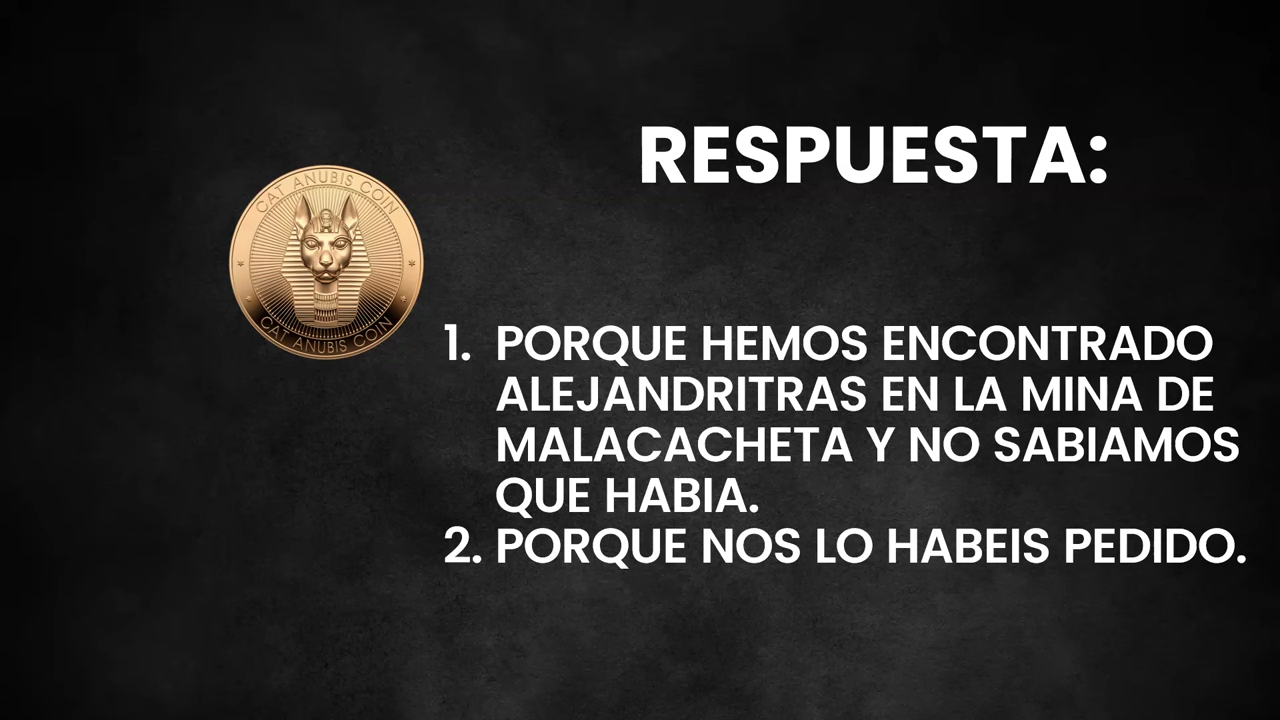 RESPUESTA:
CAT ANUBIS COIN
CAT ANUBIS COIN
1. PORQUE HEMOS ENCONTRADO
ALEJANDRITRAS EN LA MINA DE
MALACACHETA Y NO SABIAMOS
QUE HABIA.
2. PORQUE NOS LO HABEIS PEDIDO.